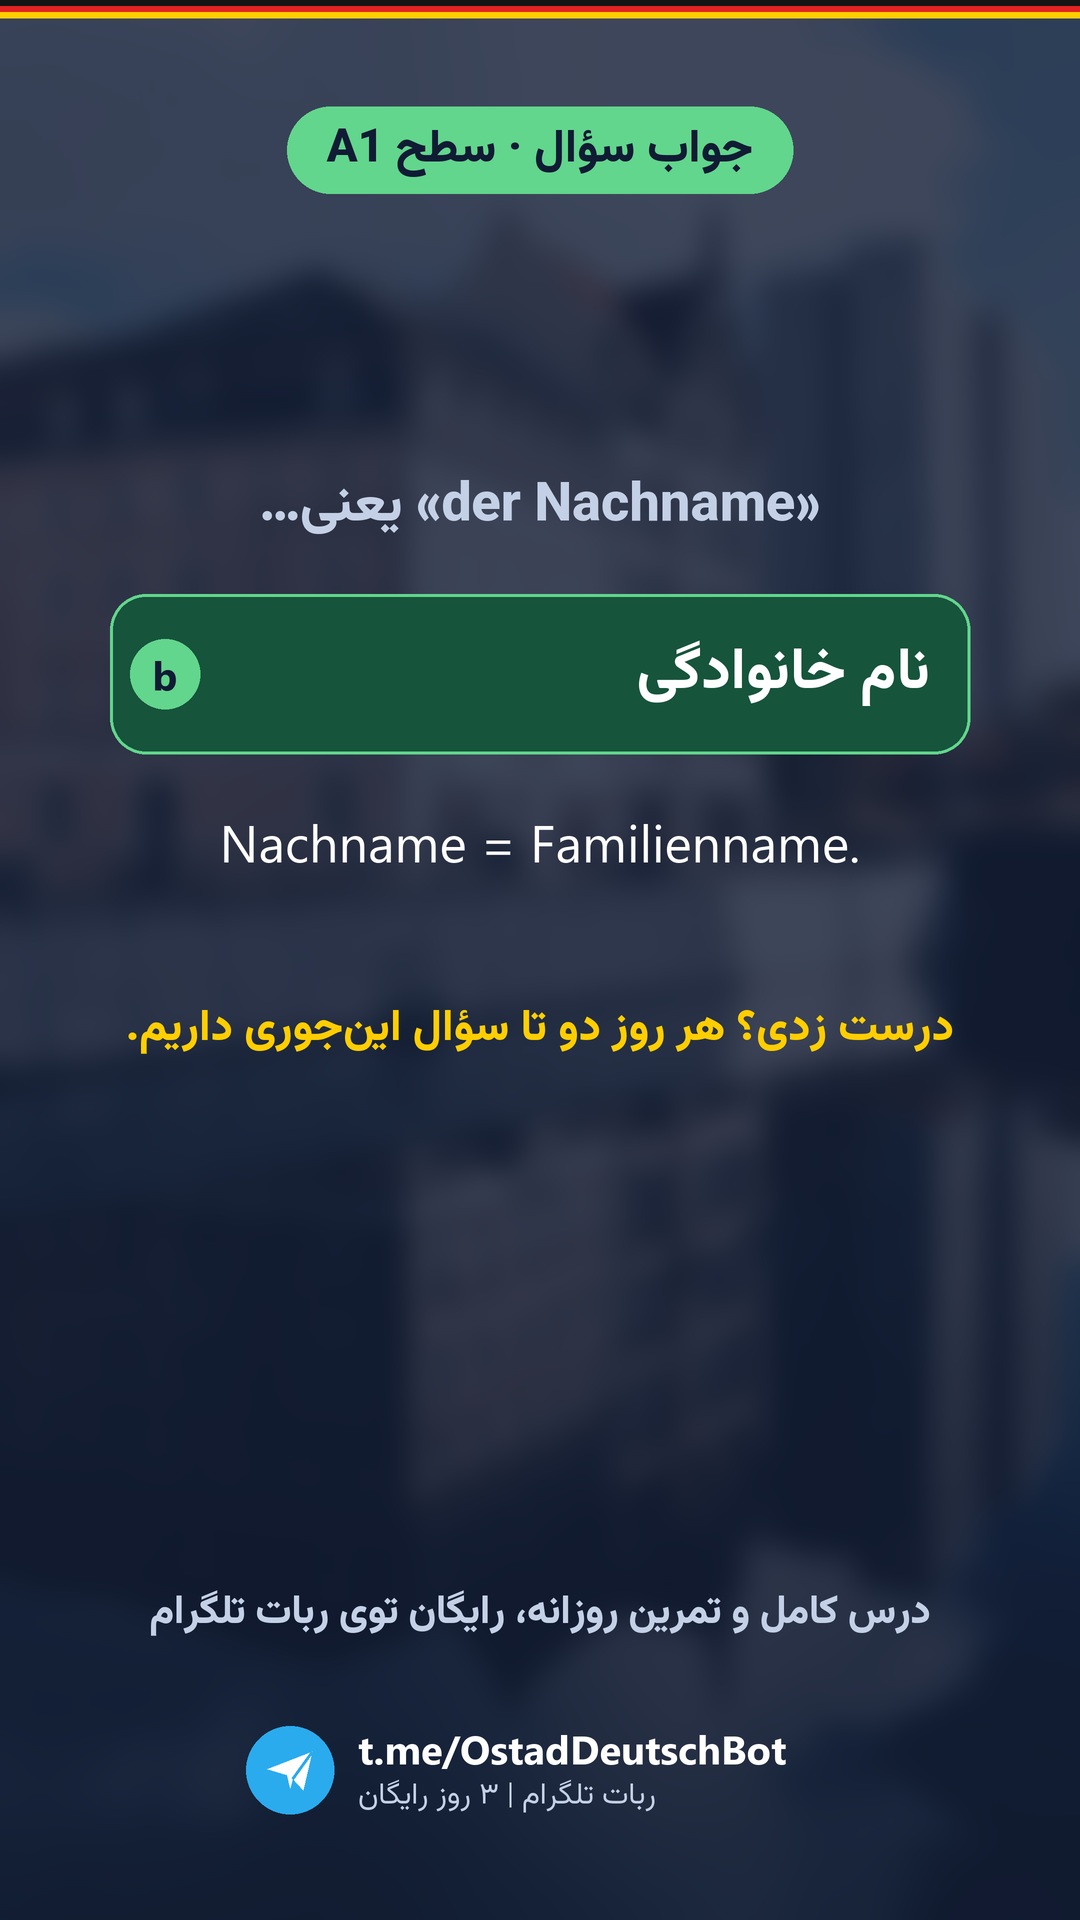 جواب سؤال · سطح A1
«der Nachname» یعنی...
نام خانوادگی
b
Nachname = Familienname.
درست زدی؟ هر روز دو تا سؤال این‌جوری داریم.
درس کامل و تمرین روزانه، رایگان توی ربات تلگرام
t.me/OstadDeutschBot
ربات تلگرام | ۳ روز رایگان